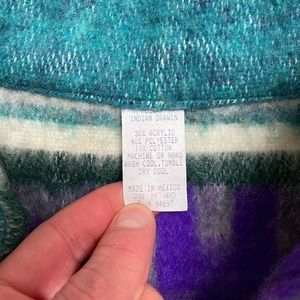 INDIAN DRAWN
50% ACRYLIC
40% POLYESTER
10% COTTON
MACHINE OR HAND
WASH COOL.TUMBLE
DRY COOL
MADE IN MEXICO
94697